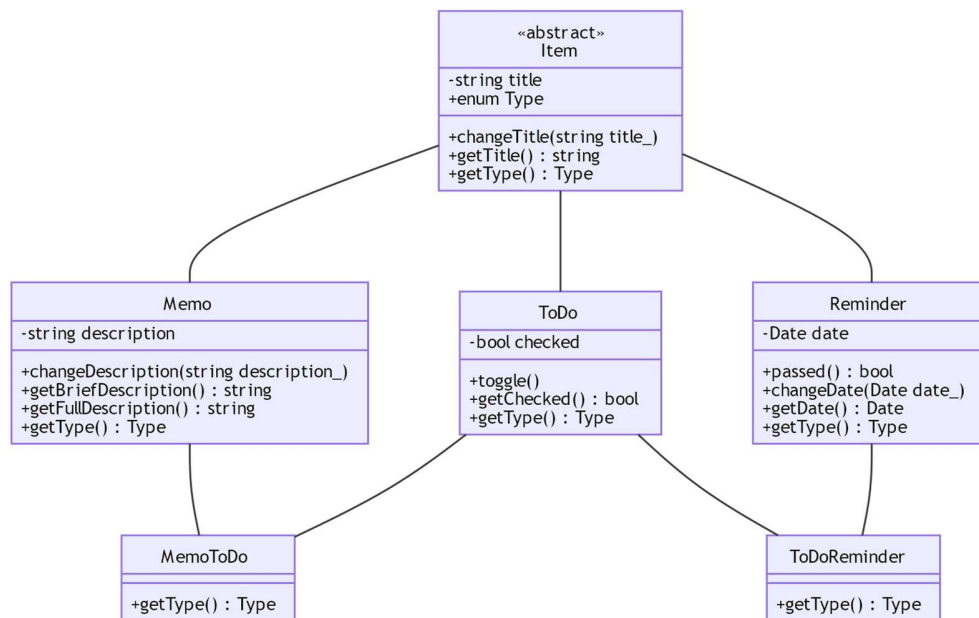 «abstract»
Item
-string title
+enum Type
+changeTitle(string title_)
+getTitle() : string
+getType() : Type
Memo
-string description
+changeDescription(string description_)
+getBriefDescription() : string
+getFullDescription() : string
+getType() : Type
ToDo
-bool checked
+toggle()
+getChecked() : bool
+getType() : Type
Reminder
-Date date
+passed() : bool
+changeDate(Date date_)
+getDate() : Date
+getType() : Type
MemoToDo
+getType() : Type
ToDoReminder
+getType() : Type